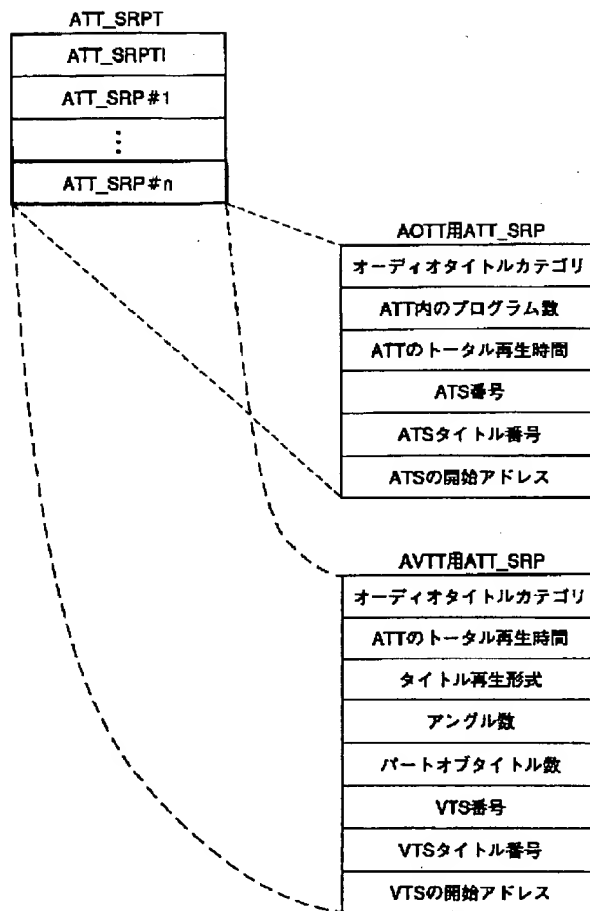 ATT_SRPT
ATT_SRPTI
ATT_SRP#1
⋮
ATT_SRP#n
AOTT用ATT_SRP
オーディオタイトルカテゴリ
ATT内のプログラム数
ATTのトータル再生時間
ATS番号
ATSタイトル番号
ATSの開始アドレス
AVTT用ATT_SRP
オーディオタイトルカテゴリ
ATTのトータル再生時間
タイトル再生形式
アングル数
パートオブタイトル数
VTS番号
VTSタイトル番号
VTSの開始アドレス